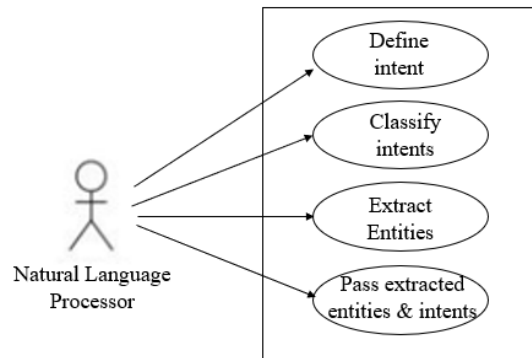 Define
intent
Classify
intents
Extract
Entities
Pass extracted
entities & intents
Natural Language
Processor